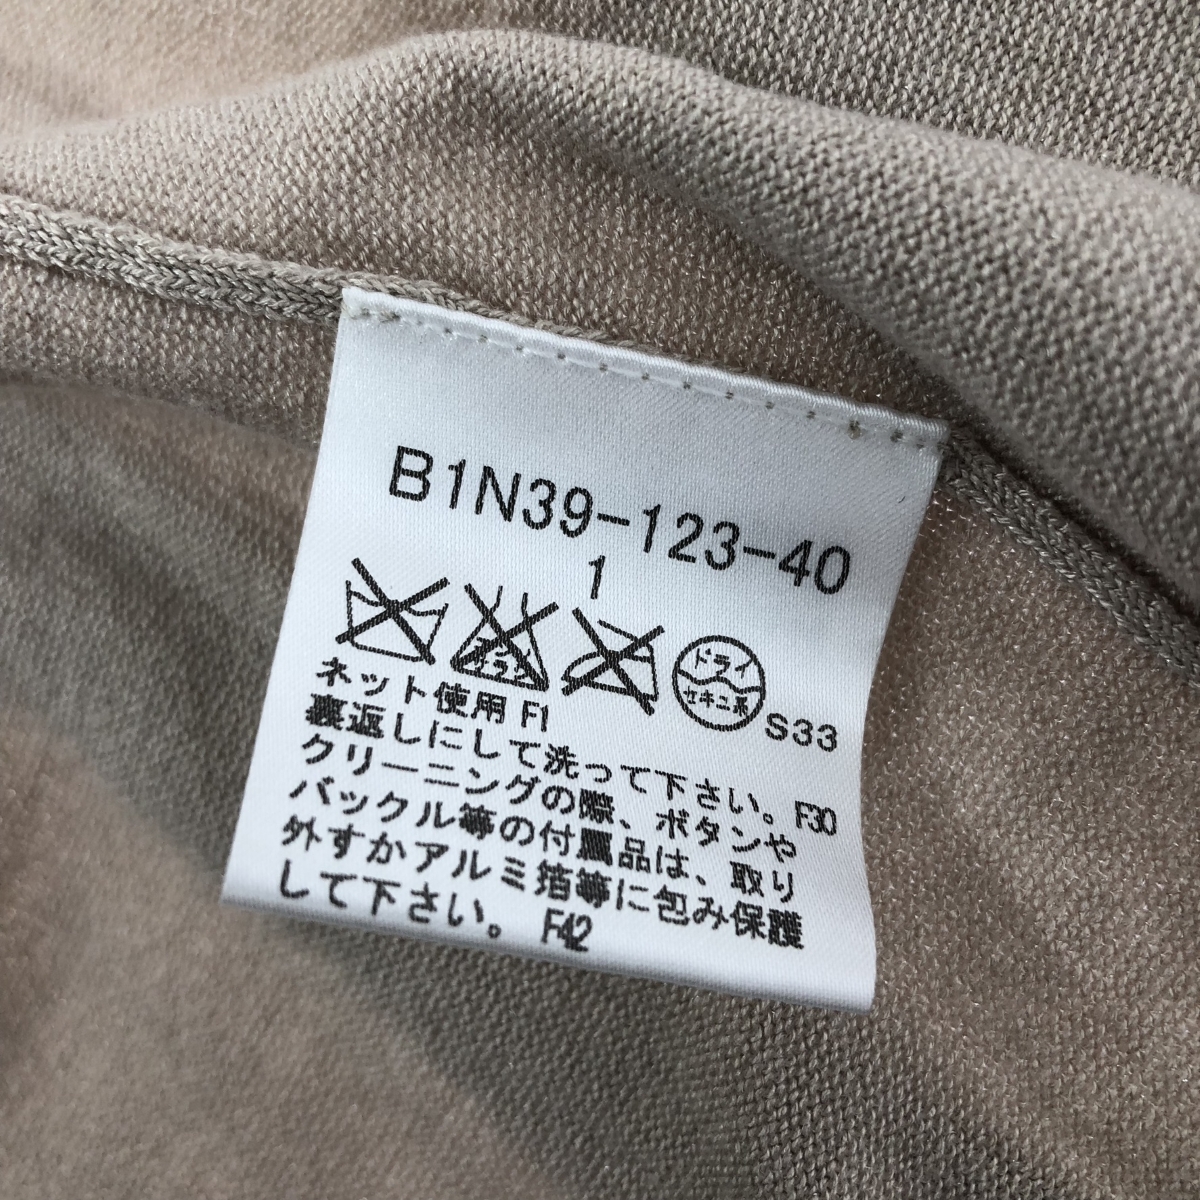 B1N39-123-40
1
ドライ
セキユ系
S33
ネット使用 F1
裏返しにして洗って下さい。F30
クリーニングの際、ボタンや
バックル等の付属品は、取り
外すかアルミ箔等に包み保護
して下さい。 F42